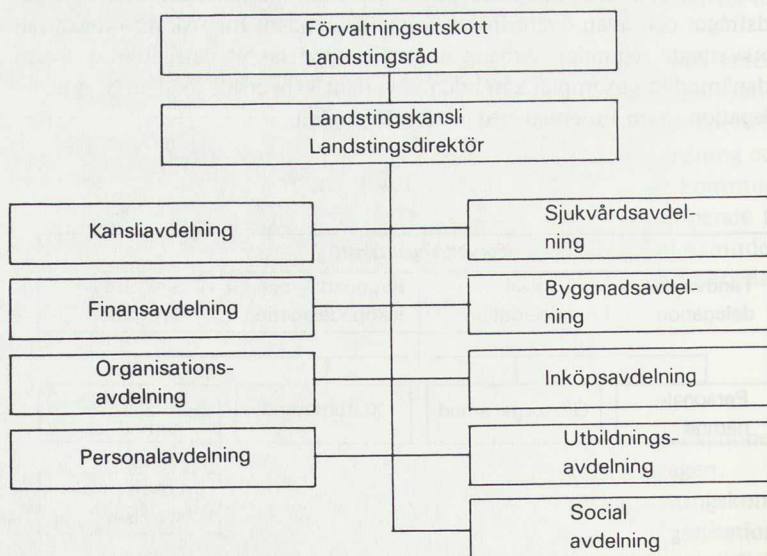 Förvaltningsutskott
Landstingsråd
Landstingskansli
Landstingsdirektör
Kansliavdelning
Sjukvårdsavdel-
ning
Finansavdelning
Byggnadsavdel-
ning
Organisations-
avdelning
Inköpsavdelning
Personalavdelning
Utbildnings-
avdelning
Social
avdelning